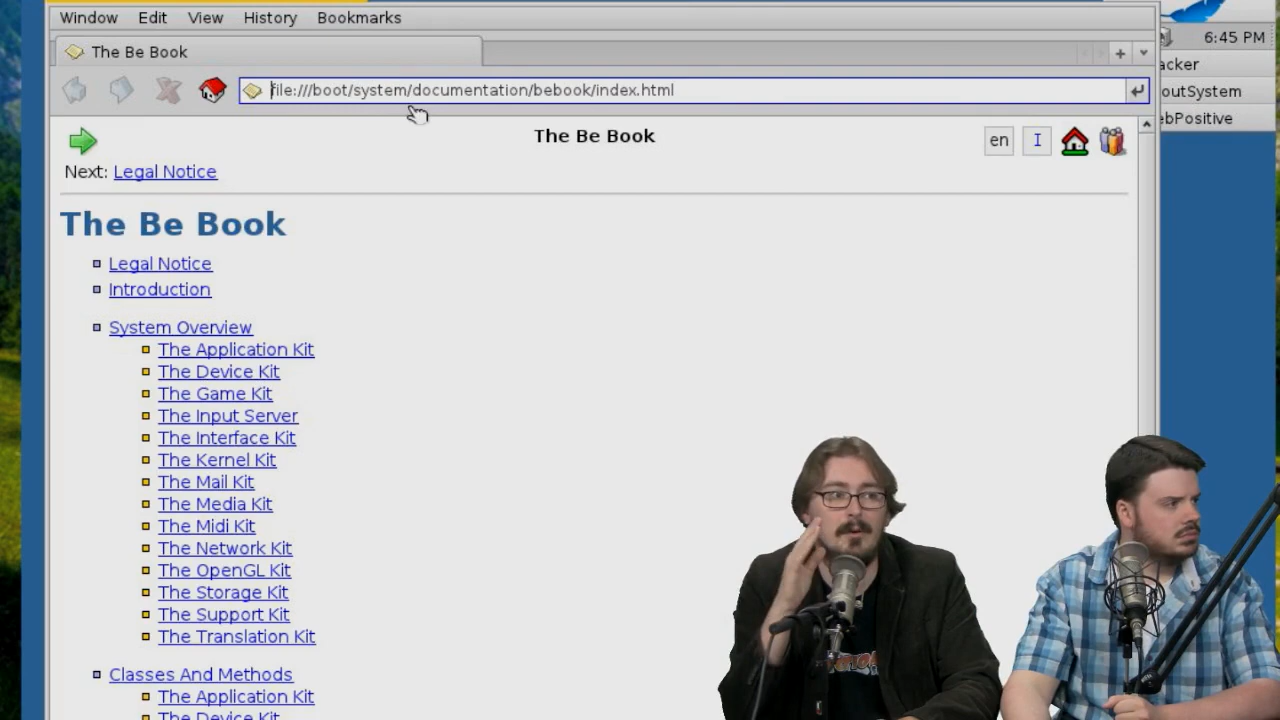 Window Edit View History Bookmarks
The Be Book
file:///boot/system/documentation/bebook/index.html
6:45 PM
acker
outSystem
ebPositive
The Be Book
en
I
Next: Legal Notice
The Be Book
Legal Notice
Introduction
System Overview
The Application Kit
The Device Kit
The Game Kit
The Input Server
The Interface Kit
The Kernel Kit
The Mail Kit
The Media Kit
The Midi Kit
The Network Kit
The OpenGL Kit
The Storage Kit
The Support Kit
The Translation Kit
Classes And Methods
The Application Kit
The Device Kit